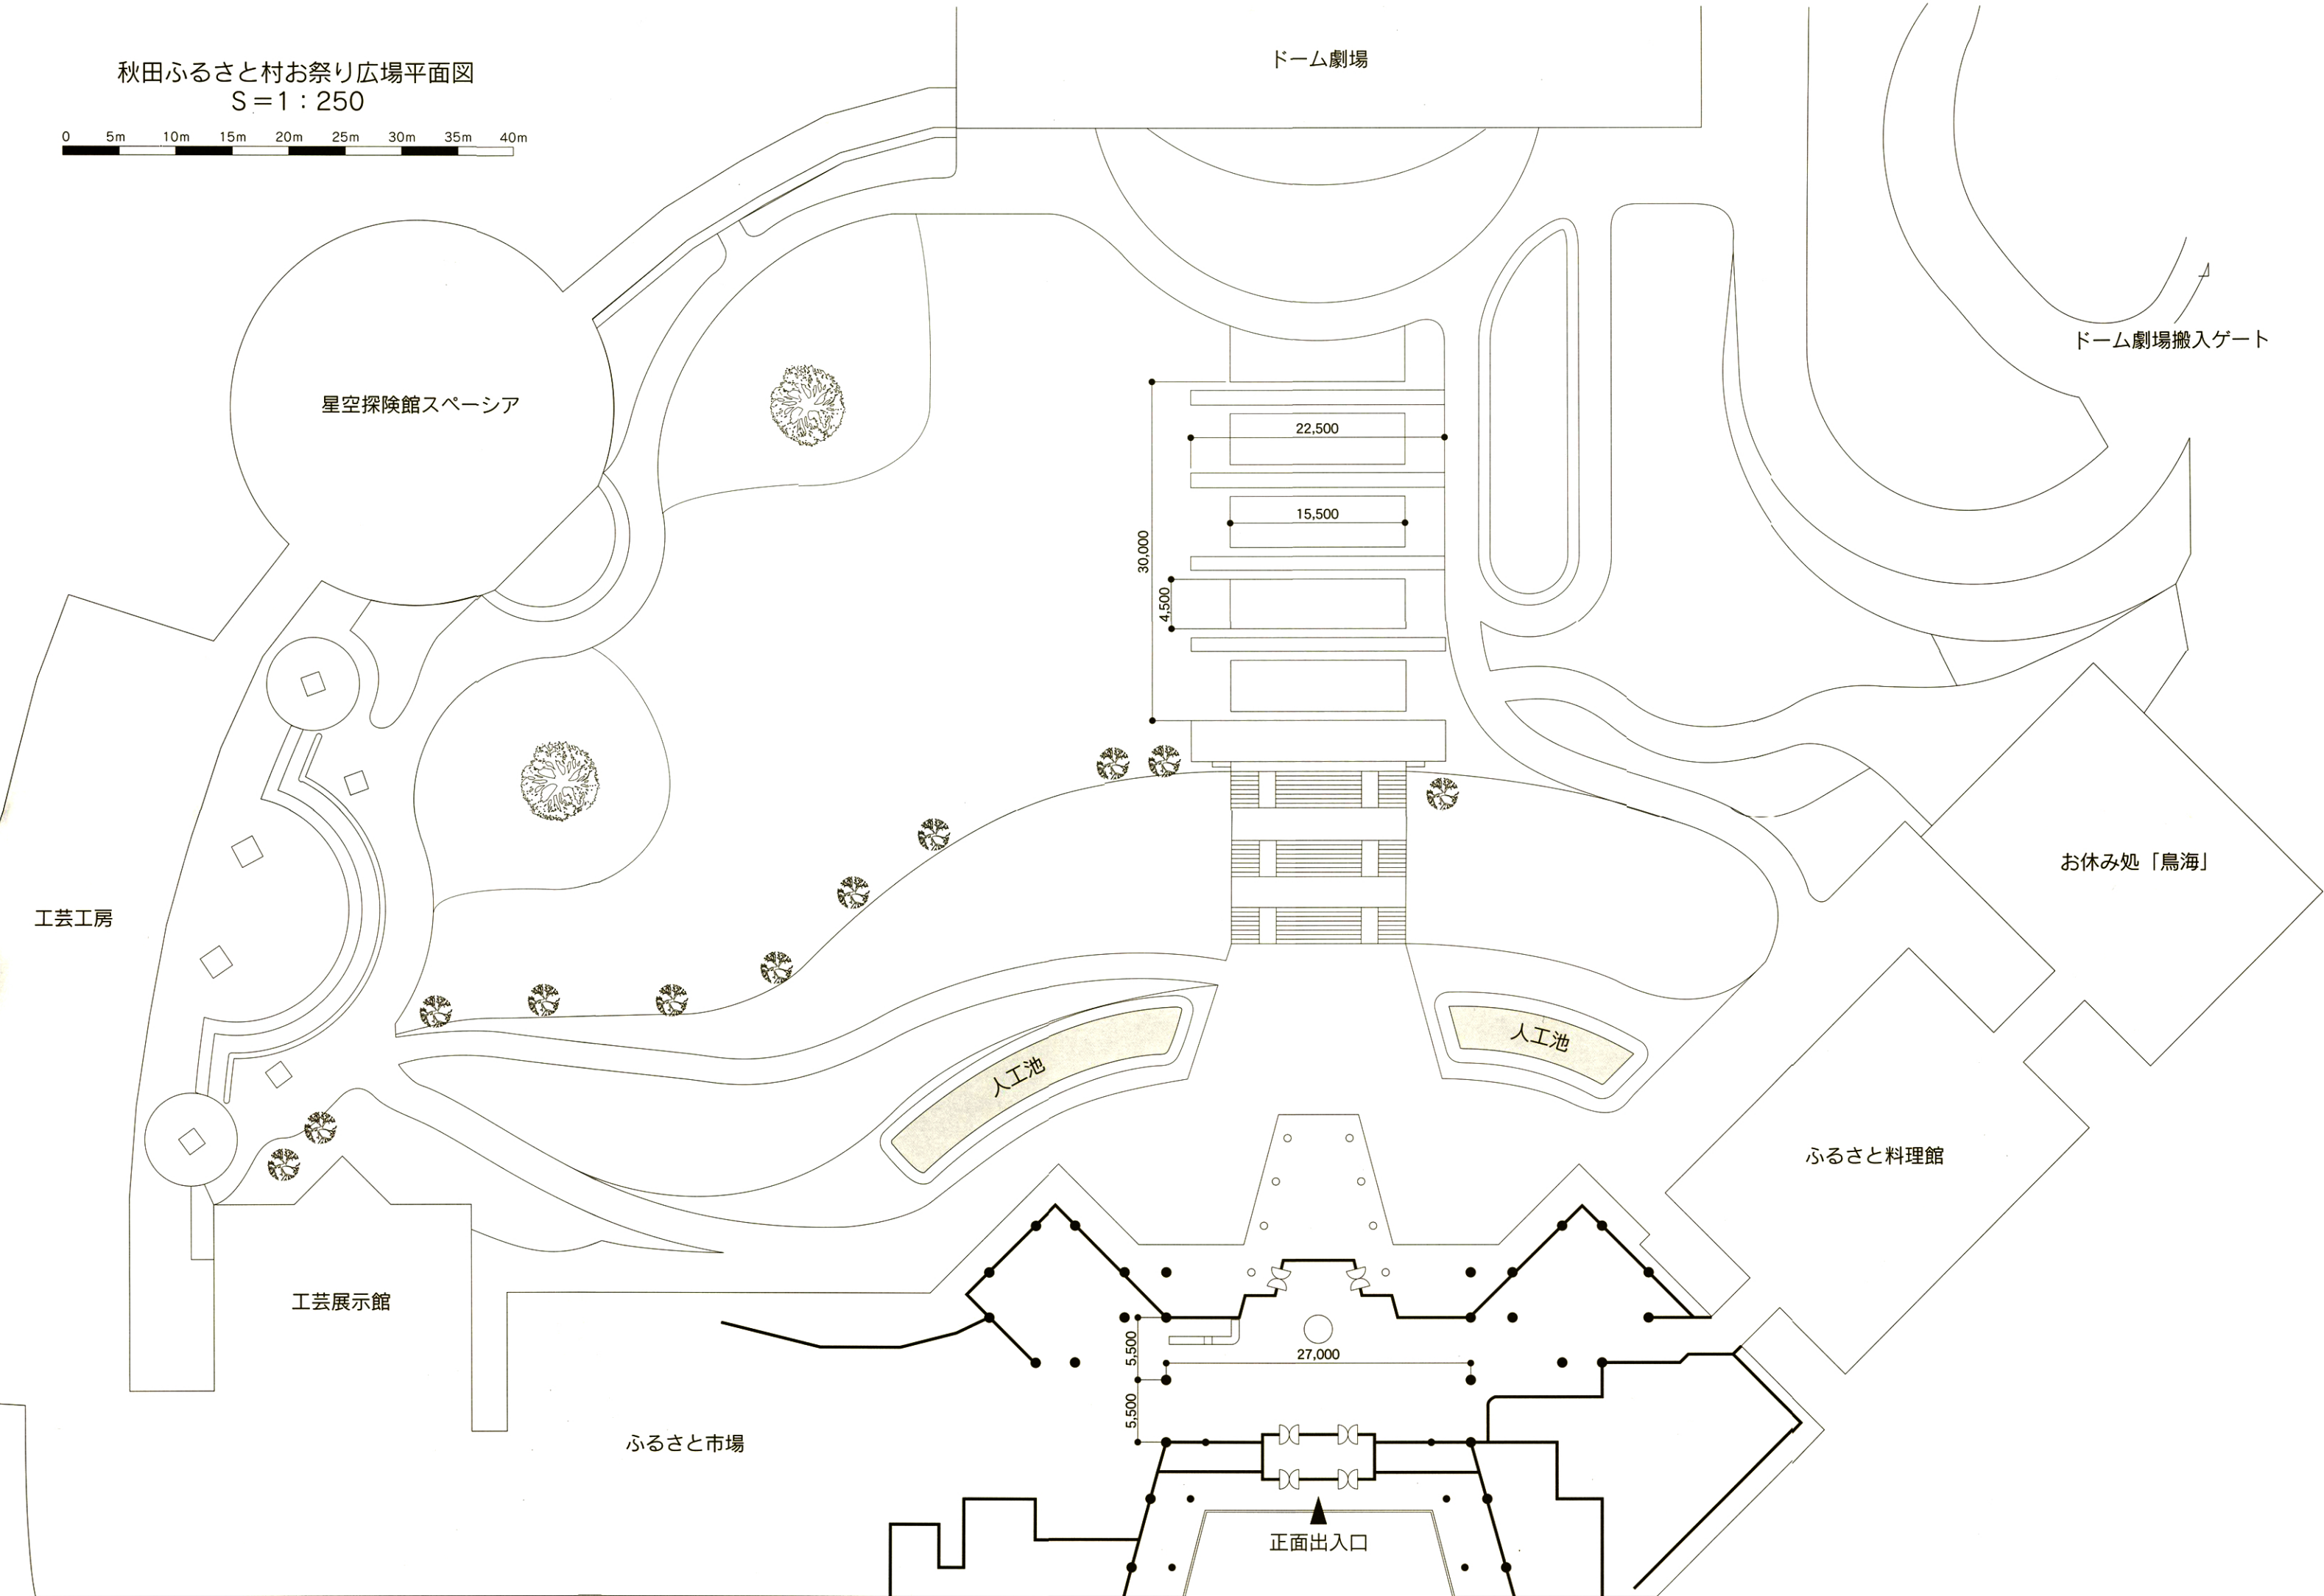 秋田ふるさと村お祭り広場平面図
S=1：250
0 5m 10m 15m 20m 25m 30m 35m 40m
ドーム劇場
ドーム劇場搬入ゲート
星空探険館スペーシア
22,500
15,500
30,000
4,500
お休み処「鳥海」
工芸工房
人工池
人工池
ふるさと料理館
工芸展示館
5,500
27,000
5,500
ふるさと市場
正面出入口